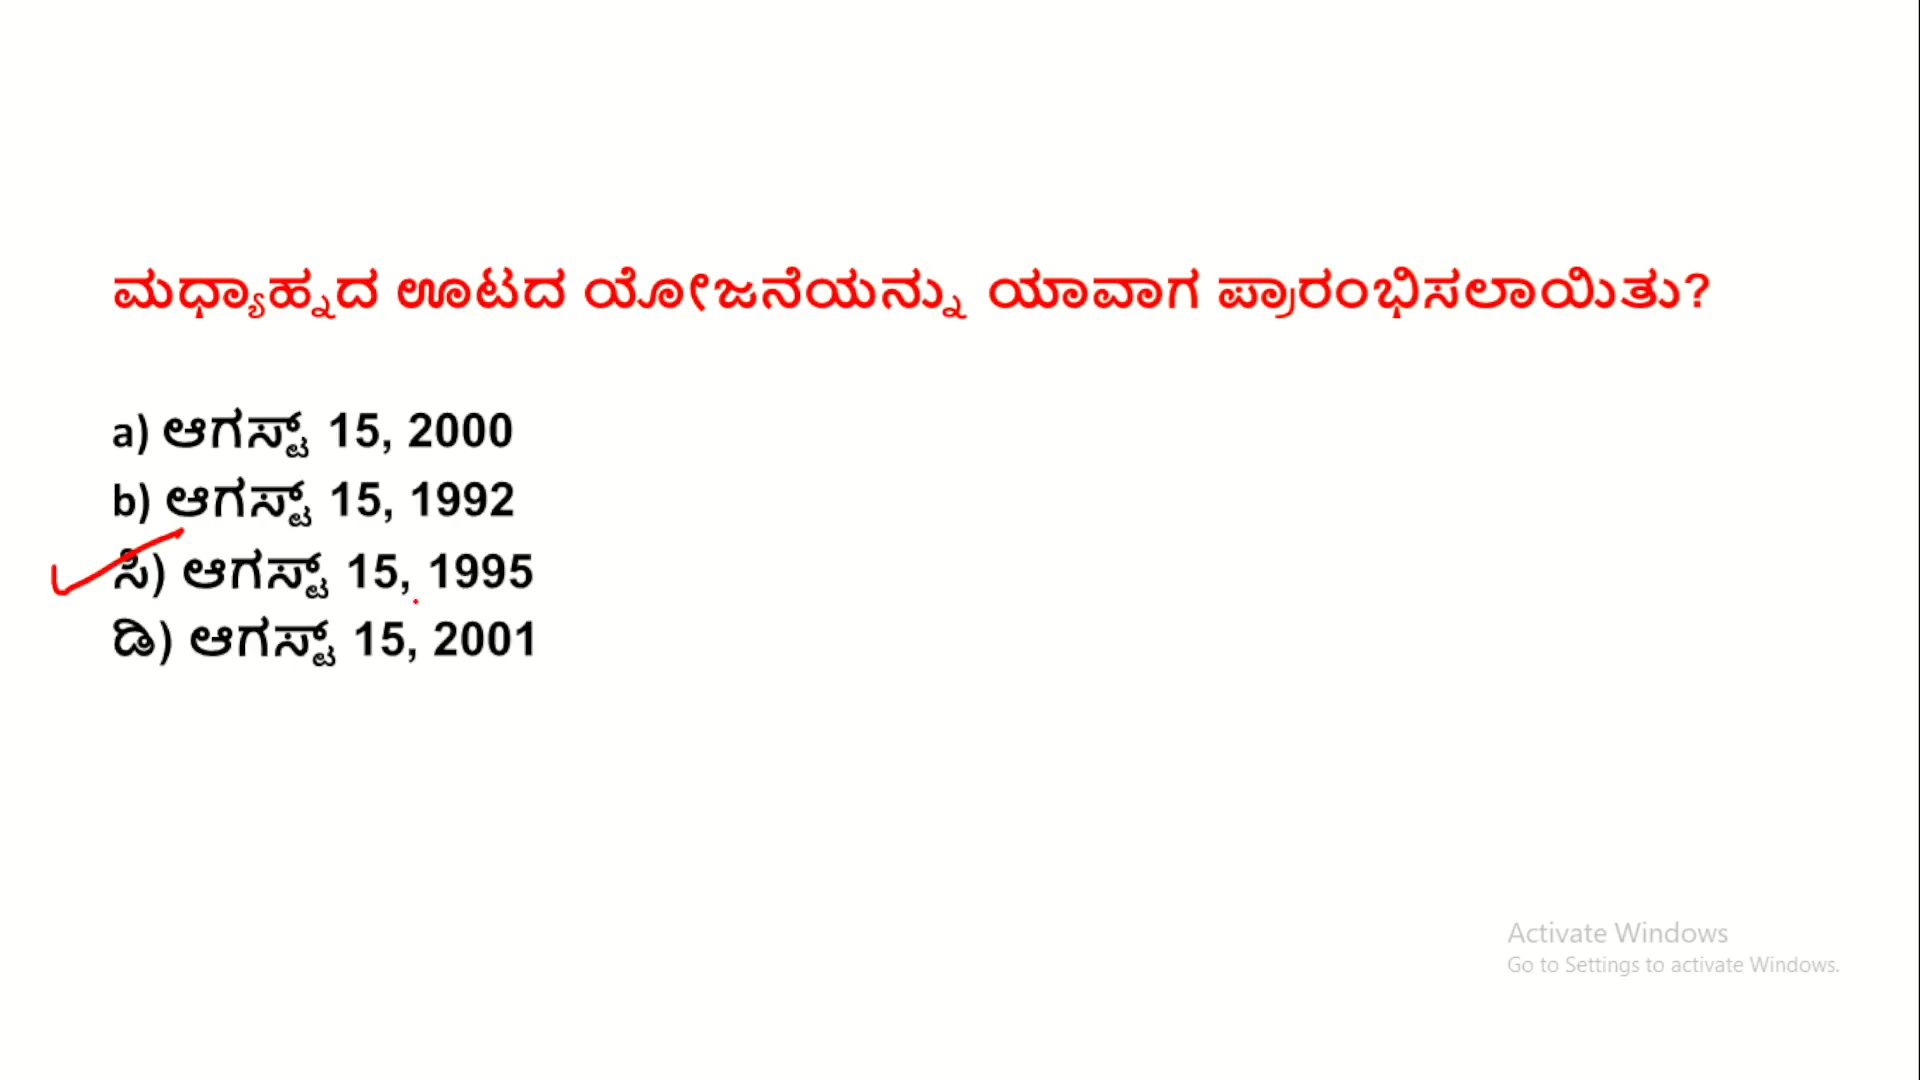 ಮಧ್ಯಾಹ್ನದ ಊಟದ ಯೋಜನೆಯನ್ನು ಯಾವಾಗ ಪ್ರಾರಂಭಿಸಲಾಯಿತು?
a) ಆಗಸ್ಟ್ 15, 2000
b) ಆಗಸ್ಟ್ 15, 1992
ಸಿ) ಆಗಸ್ಟ್ 15, 1995
ಡಿ) ಆಗಸ್ಟ್ 15, 2001
Activate Windows
Go to Settings to activate Windows.